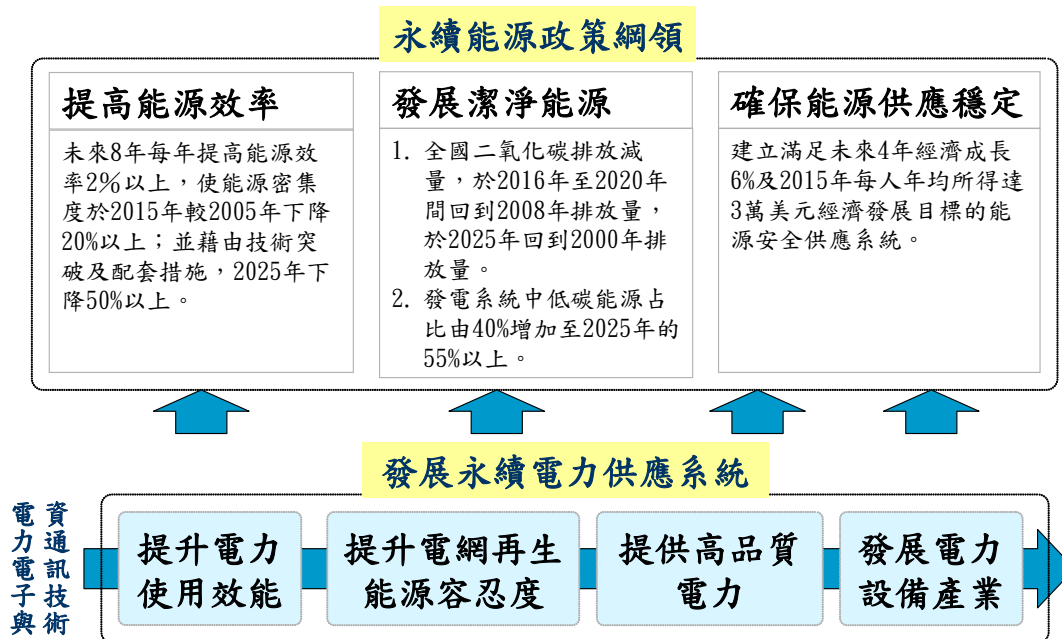 永續能源政策綱領
提高能源效率
未來8年每年提高能源效
率2%以上，使能源密集
度於2015年較2005年下降
20%以上；並藉由技術突
破及配套措施，2025年下
降50%以上。
發展潔淨能源
1. 全國二氧化碳排放減
量，於2016年至2020年
間回到2008年排放量，
於2025年回到2000年排
放量。
2. 發電系統中低碳能源占
比由40%增加至2025年的
55%以上。
確保能源供應穩定
建立滿足未來4年經濟成長
6%及2015年每人年均所得達
3萬美元經濟發展目標的能
源安全供應系統。
發展永續電力供應系統
電力電子與
資通訊技術
提升電力
使用效能
提升電網再生
能源容忍度
提供高品質
電力
發展電力
設備產業